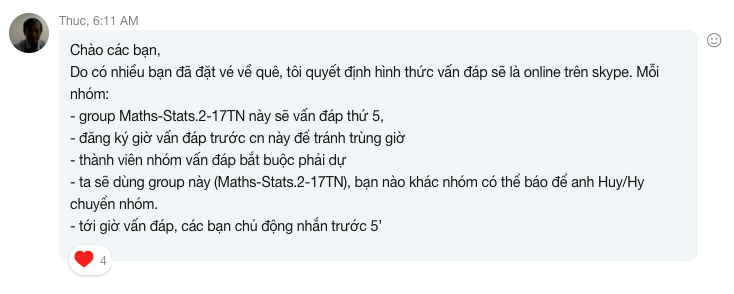 Thuc, 6:11 AM
Chào các bạn,
Do có nhiều bạn đã đặt vé về quê, tôi quyết định hình thức vấn đáp sẽ là online trên skype. Mỗi
nhóm:
- group Maths-Stats.2-17TN này sẽ vấn đáp thứ 5,
- đăng ký giờ vấn đáp trước cn này để tránh trùng giờ
- thành viên nhóm vấn đáp bắt buộc phải dự
- ta sẽ dùng group này (Maths-Stats.2-17TN), bạn nào khác nhóm có thể báo để anh Huy/Hy
chuyển nhóm.
- tới giờ vấn đáp, các bạn chủ động nhắn trước 5’
4